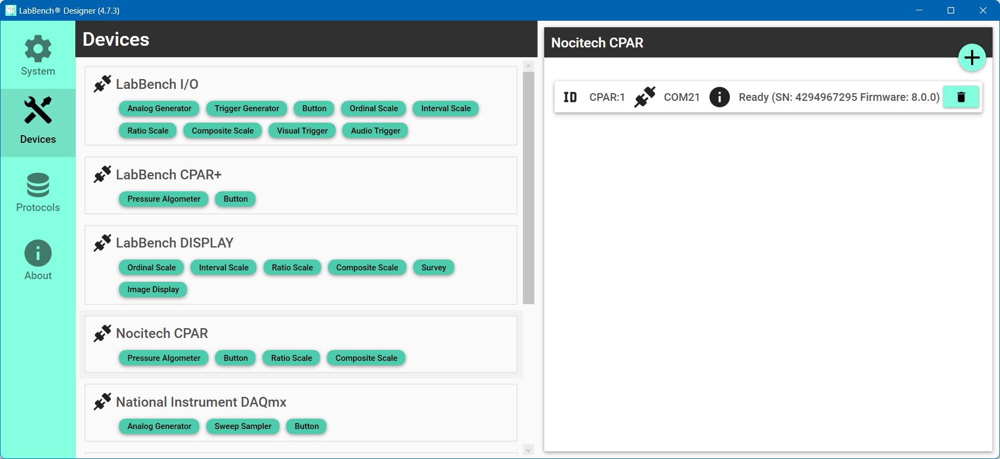 LabBench® Designer (4.7.3)
System
Devices
Protocols
About
Devices
LabBench I/O
Analog Generator Trigger Generator Button Ordinal Scale Interval Scale
Ratio Scale Composite Scale Visual Trigger Audio Trigger
LabBench CPAR+
Pressure Algometer Button
LabBench DISPLAY
Ordinal Scale Interval Scale Ratio Scale Composite Scale Survey
Image Display
Nocitech CPAR
Pressure Algometer Button Ratio Scale Composite Scale
National Instrument DAQmx
Analog Generator Sweep Sampler Button
Nocitech CPAR
ID CPAR:1 COM21 Ready (SN: 4294967295 Firmware: 8.0.0)